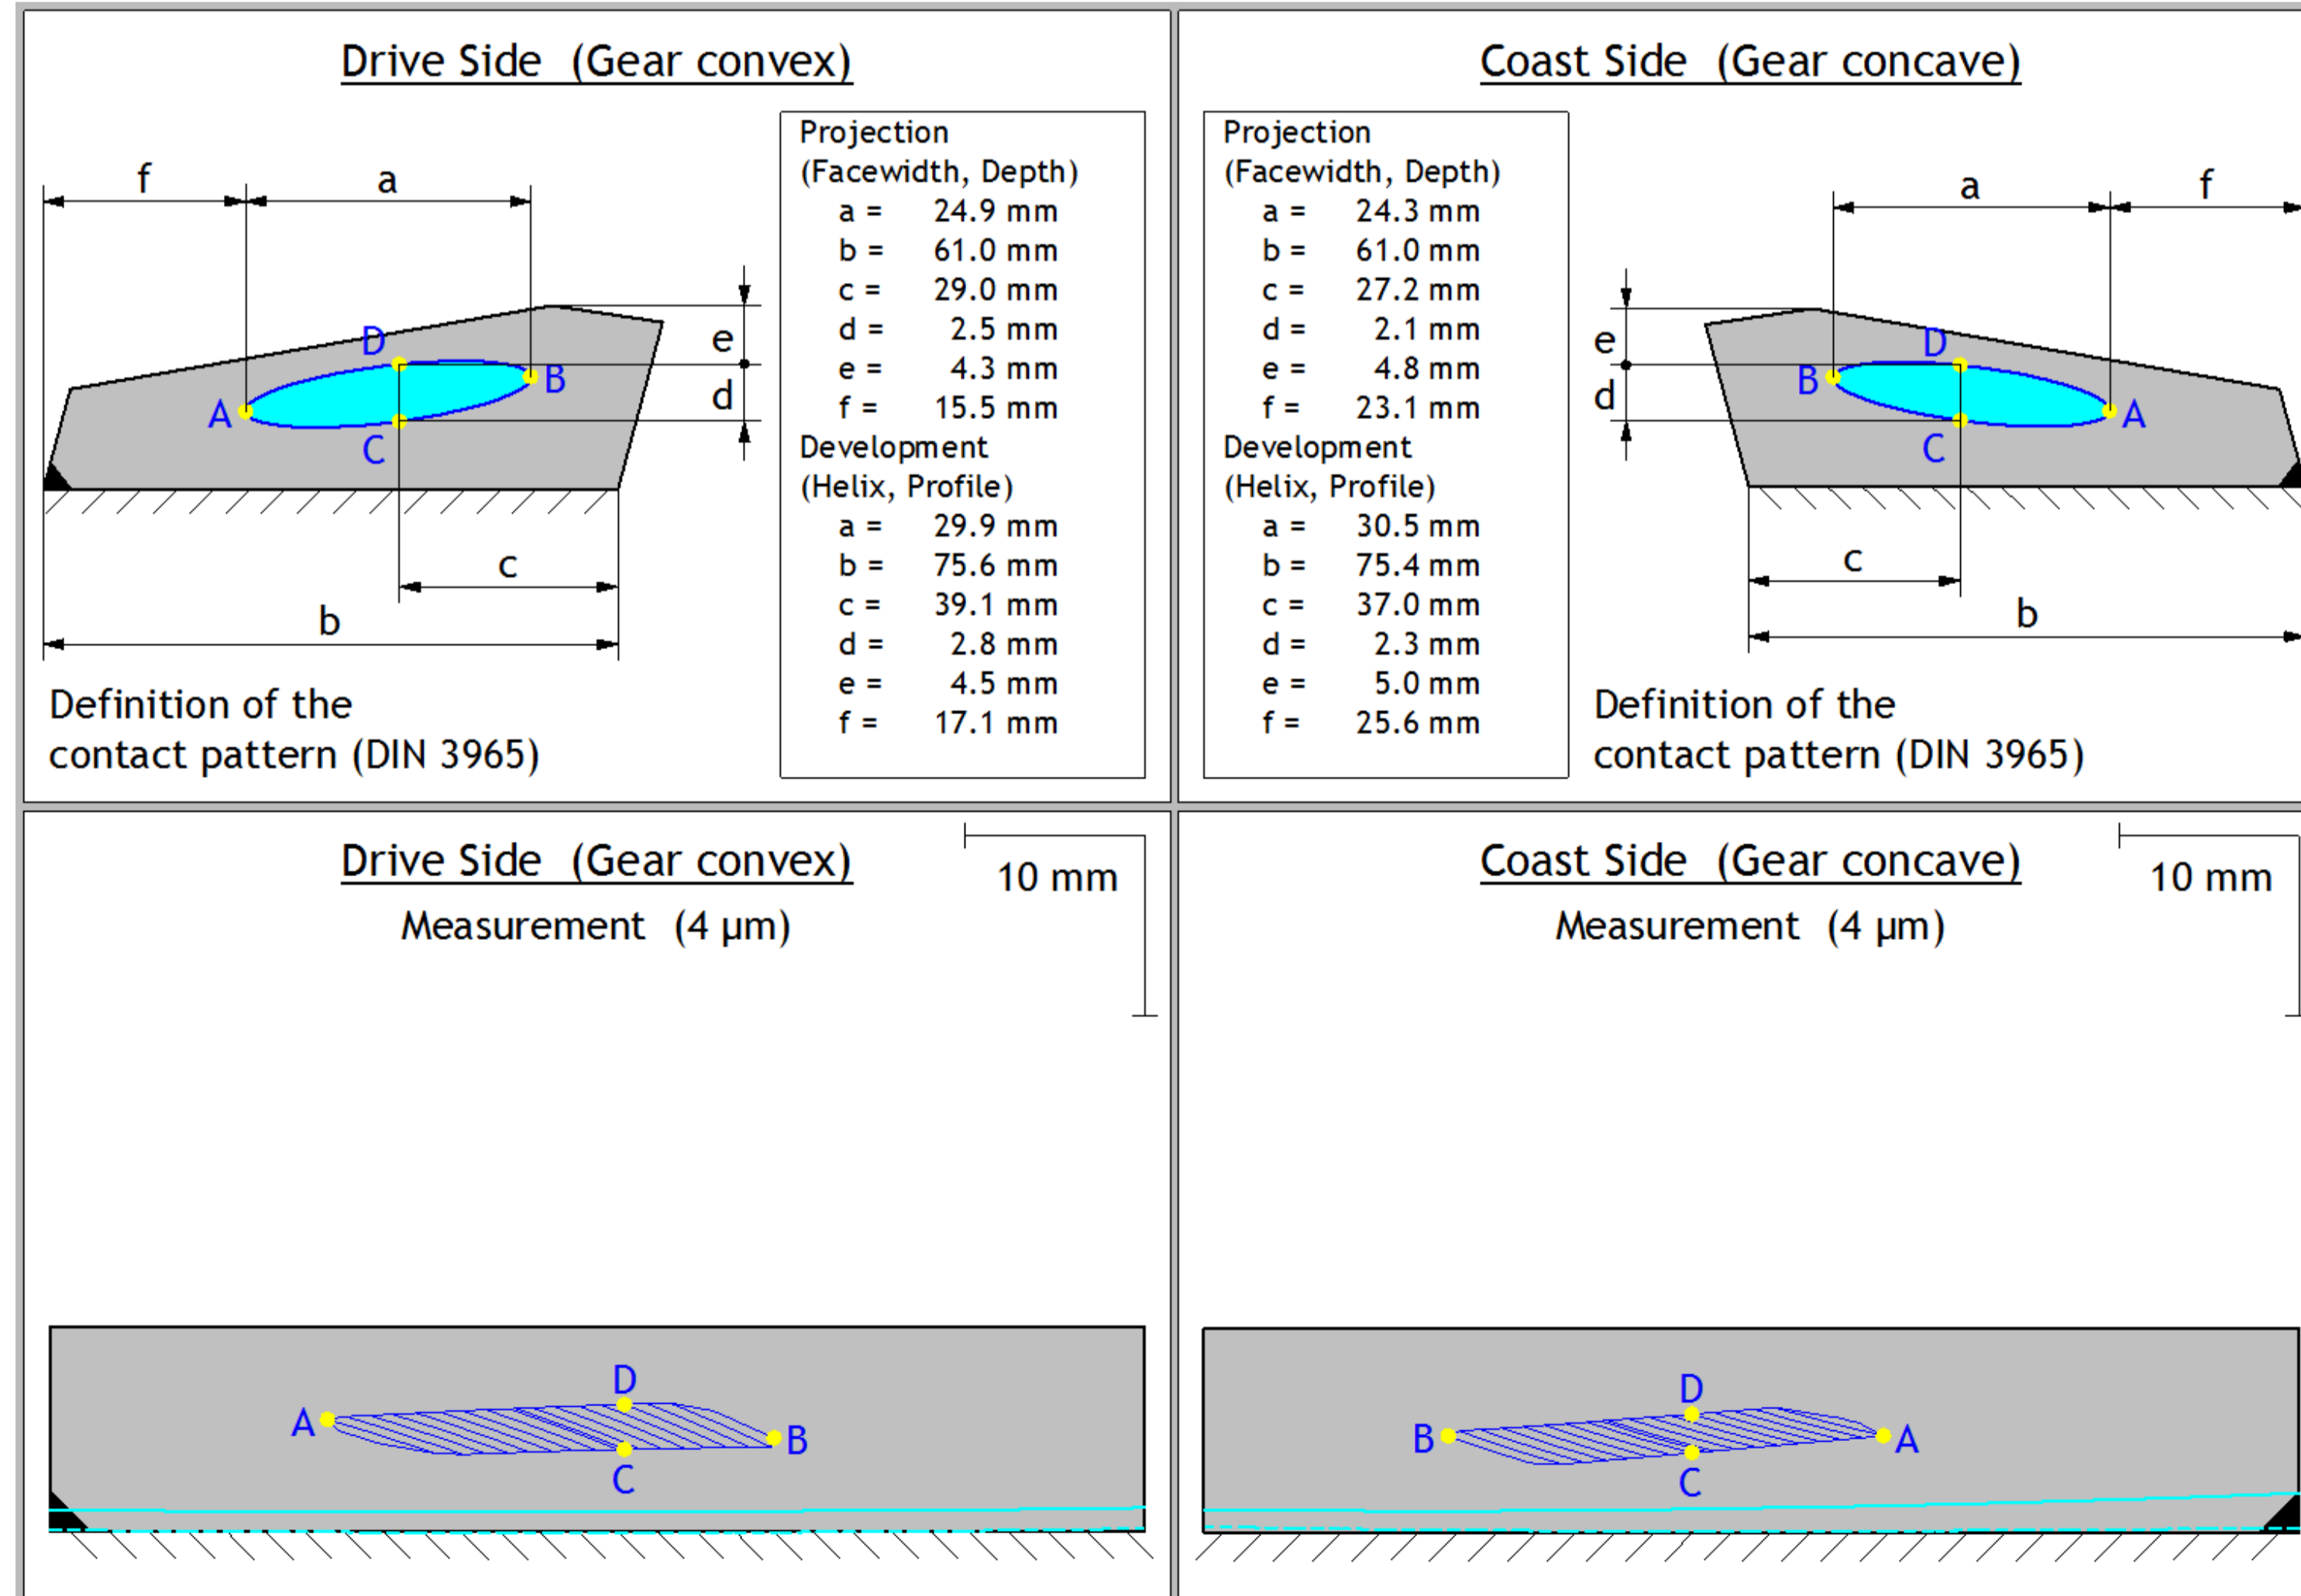 Drive Side (Gear convex)
f
a
D
B
A
C
e
d
c
b
Definition of the
contact pattern (DIN 3965)
Projection
(Facewidth, Depth)
a = 24.9 mm
b = 61.0 mm
c = 29.0 mm
d = 2.5 mm
e = 4.3 mm
f = 15.5 mm
Development
(Helix, Profile)
a = 29.9 mm
b = 75.6 mm
c = 39.1 mm
d = 2.8 mm
e = 4.5 mm
f = 17.1 mm
Coast Side (Gear concave)
Projection
(Facewidth, Depth)
a = 24.3 mm
b = 61.0 mm
c = 27.2 mm
d = 2.1 mm
e = 4.8 mm
f = 23.1 mm
Development
(Helix, Profile)
a = 30.5 mm
b = 75.4 mm
c = 37.0 mm
d = 2.3 mm
e = 5.0 mm
f = 25.6 mm
a
f
e
d
D
B
A
C
c
b
Definition of the
contact pattern (DIN 3965)
Drive Side (Gear convex)
10 mm
Measurement (4 µm)
D
A
B
C
Coast Side (Gear concave)
10 mm
Measurement (4 µm)
D
B
A
C